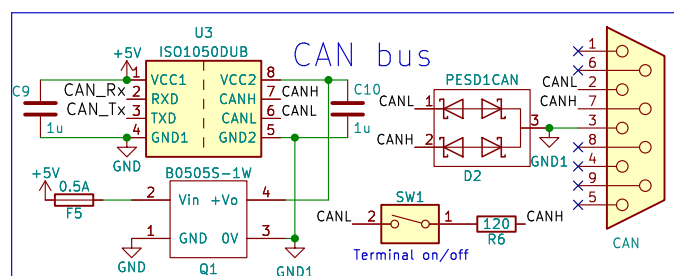 CAN bus
U3
ISO1050DUB
+5V
1 VCC1 VCC2 8
CAN_Rx 2 RXD CANH 7 CANH
CAN_Tx 3 TXD CANL 6 CANL
4 GND1 GND2 5
C9
1u
C10
1u
GND
B0505S-1W
+5V
0.5A
F5
2 Vin +Vo 4
1 GND 0V 3
GND
Q1
GND1
PESD1CAN
CANL 1
CANH 2
3
GND1
D2
SW1
CANL 2 1 120 CANH
R6
Terminal on/off
1
6
CANL 2
CANH 7
3
8
4
9
5
CAN